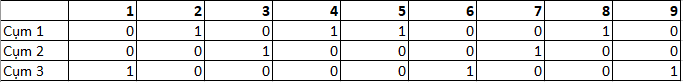 1 2 3 4 5 6 7 8 9
Cụm 1 0 1 0 1 1 0 0 1 0
Cụm 2 0 0 1 0 0 0 1 0 0
Cụm 3 1 0 0 0 0 1 0 0 1